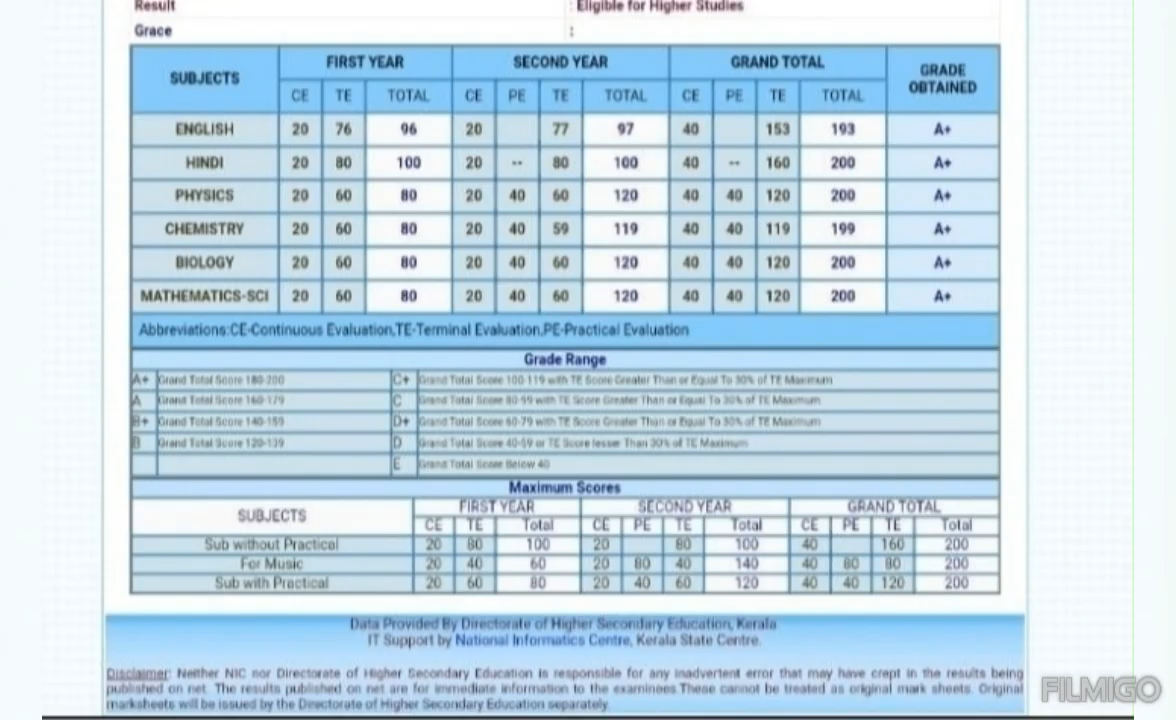 Result : Eligible for Higher Studies
Grace :
SUBJECTS FIRST YEAR SECOND YEAR GRAND TOTAL GRADE OBTAINED
CE TE TOTAL CE PE TE TOTAL CE PE TE TOTAL
ENGLISH 20 76 96 20 77 97 40 153 193 A+
HINDI 20 80 100 20 -- 80 100 40 -- 160 200 A+
PHYSICS 20 60 80 20 40 60 120 40 40 120 200 A+
CHEMISTRY 20 60 80 20 40 59 119 40 40 119 199 A+
BIOLOGY 20 60 80 20 40 60 120 40 40 120 200 A+
MATHEMATICS-SCI 20 60 80 20 40 60 120 40 40 120 200 A+
Abbreviations:CE-Continuous Evaluation,TE-Terminal Evaluation,PE-Practical Evaluation
Grade Range
A+ Grand Total Score 180-200 C+ Grand Total Score 100-119 with TE Score Greater Than or Equal To 30% of TE Maximum
A Grand Total Score 160-179 C Grand Total Score 80-99 with TE Score Greater Than or Equal To 30% of TE Maximum
B+ Grand Total Score 140-159 D+ Grand Total Score 60-79 with TE Score Greater Than or Equal To 30% of TE Maximum
B Grand Total Score 120-139 D Grand Total Score 40-59 or TE Score lesser Than 30% of TE Maximum
E Grand Total Score Below 40
Maximum Scores
SUBJECTS FIRST YEAR SECOND YEAR GRAND TOTAL
CE TE Total CE PE TE Total CE PE TE Total
Sub without Practical 20 80 100 20 80 100 40 160 200
For Music 20 40 60 20 80 40 140 40 80 80 200
Sub with Practical 20 60 80 20 40 60 120 40 40 120 200
Data Provided By Directorate of Higher Secondary Education, Kerala.
IT Support by National Informatics Centre, Kerala State Centre.
Disclaimer: Neither NIC nor Directorate of Higher Secondary Education is responsible for any inadvertent error that may have crept in the results being
published on net. The results published on net are for immediate information to the examinees.These cannot be treated as original mark sheets. Original
marksheets will be issued by the Directorate of Higher Secondary Education separately.
FILMIGO